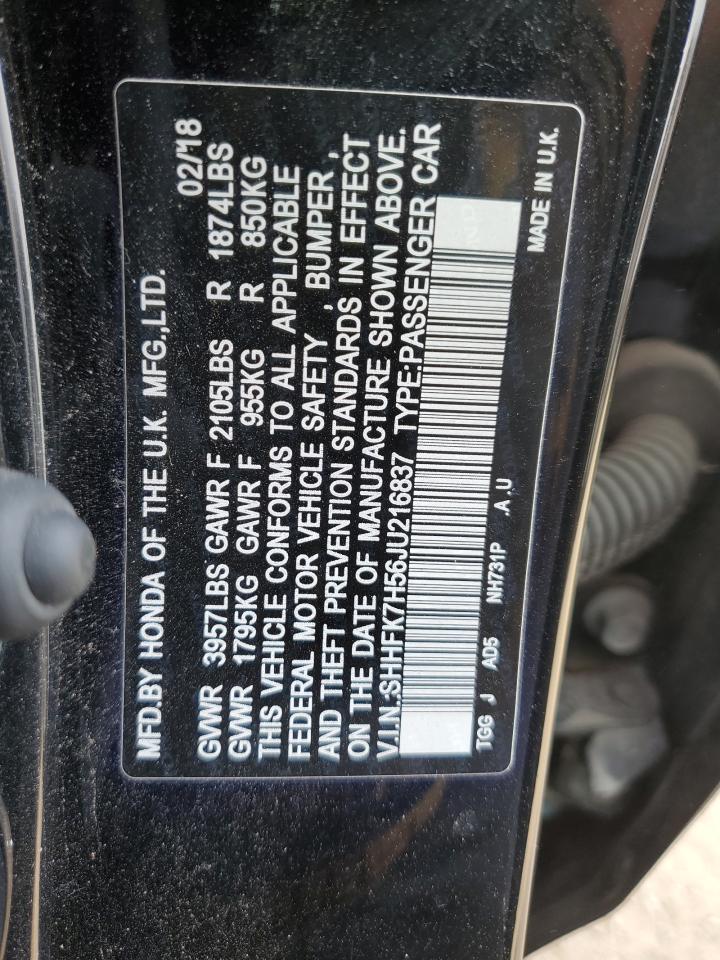 MFD.BY HONDA OF THE U.K. MFG.,LTD.
02/18
GVWR 3957LBS GAWR F 2105LBS R 1874LBS
GVWR 1795KG GAWR F 955KG R 850KG
THIS VEHICLE CONFORMS TO ALL APPLICABLE
FEDERAL MOTOR VEHICLE SAFETY , BUMPER ,
AND THEFT PREVENTION STANDARDS IN EFFECT
ON THE DATE OF MANUFACTURE SHOWN ABOVE.
V.I.N.:SHHFK7H56JU216837 TYPE:PASSENGER CAR
TGG J AD5 NH731P .A .U
MADE IN U.K.